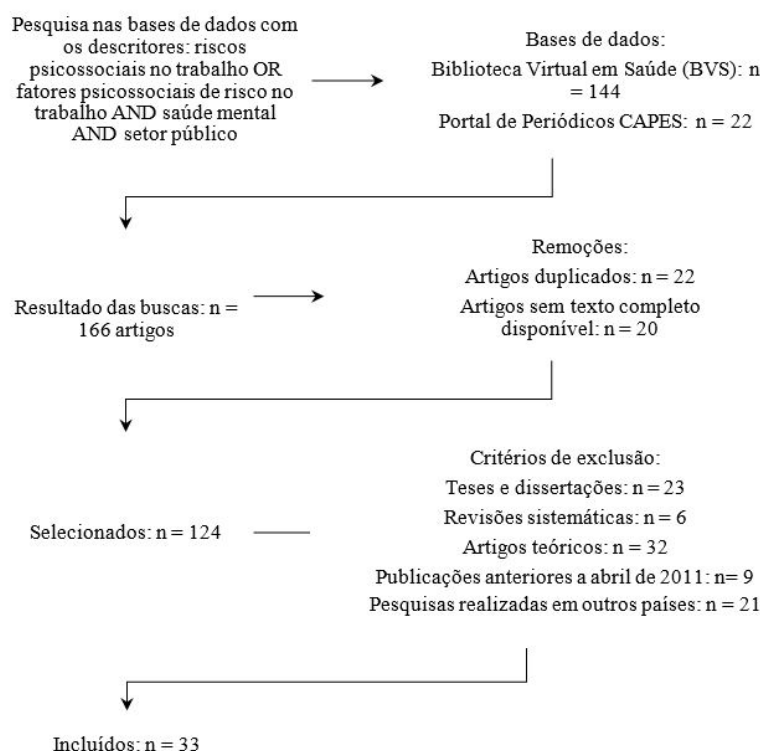 Pesquisa nas bases de dados com
os descritores: riscos
psicossociais no trabalho OR
fatores psicossociais de risco no
trabalho AND saúde mental
AND setor público
Bases de dados:
Biblioteca Virtual em Saúde (BVS): n
= 144
Portal de Periódicos CAPES: n = 22
Resultado das buscas: n =
166 artigos
Remoções:
Artigos duplicados: n = 22
Artigos sem texto completo
disponível: n = 20
Selecionados: n = 124
Critérios de exclusão:
Teses e dissertações: n = 23
Revisões sistemáticas: n = 6
Artigos teóricos: n = 32
Publicações anteriores a abril de 2011: n= 9
Pesquisas realizadas em outros países: n = 21
Incluídos: n = 33